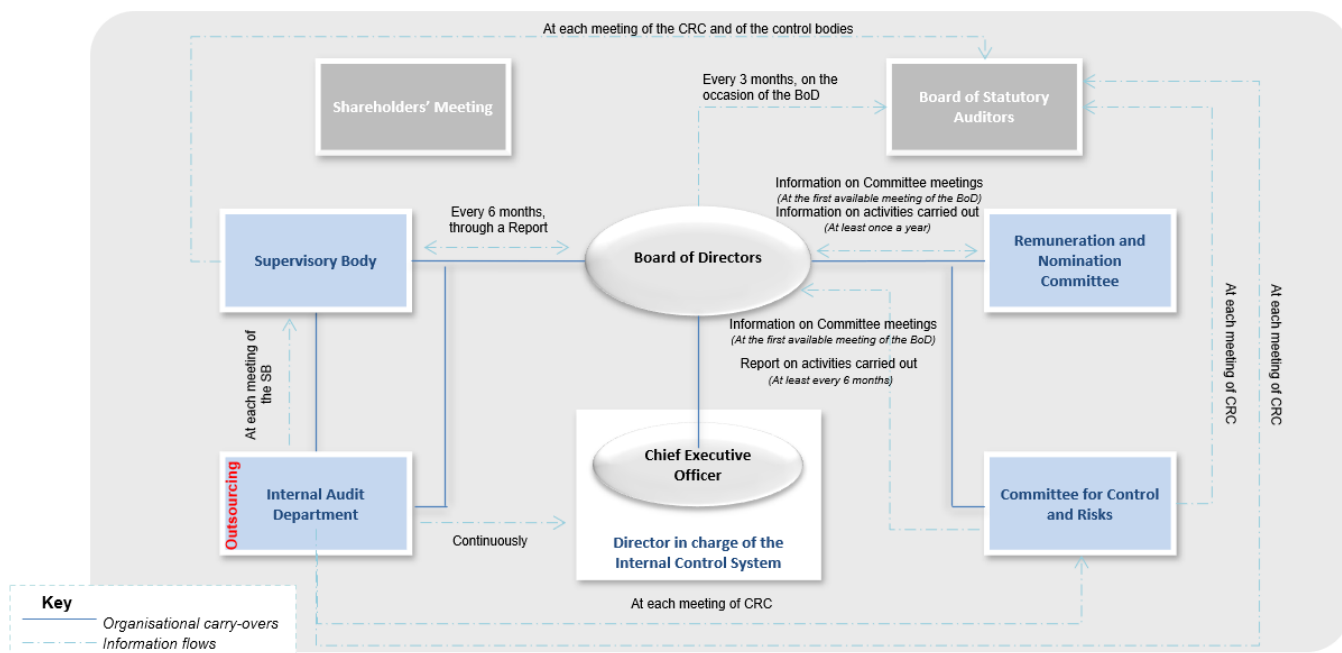 At each meeting of the CRC and of the control bodies
Shareholders' Meeting
Every 3 months, on the
occasion of the BoD
Board of Statutory
Auditors
Supervisory Body
Every 6 months,
through a Report
Board of Directors
Information on Committee meetings
(At the first available meeting of the BoD)
Information on activities carried out
(At least once a year)
Remuneration and
Nomination
Committee
At each meeting of
the SB
Information on Committee meetings
(At the first available meeting of the BoD)
Report on activities carried out
(At least every 6 months)
At each meeting of CRC
At each meeting of CRC
Outsourcing
Internal Audit
Department
Continuously
Chief Executive
Officer
Director in charge of the
Internal Control System
Committee for Control
and Risks
At each meeting of CRC
Key
Organisational carry-overs
Information flows